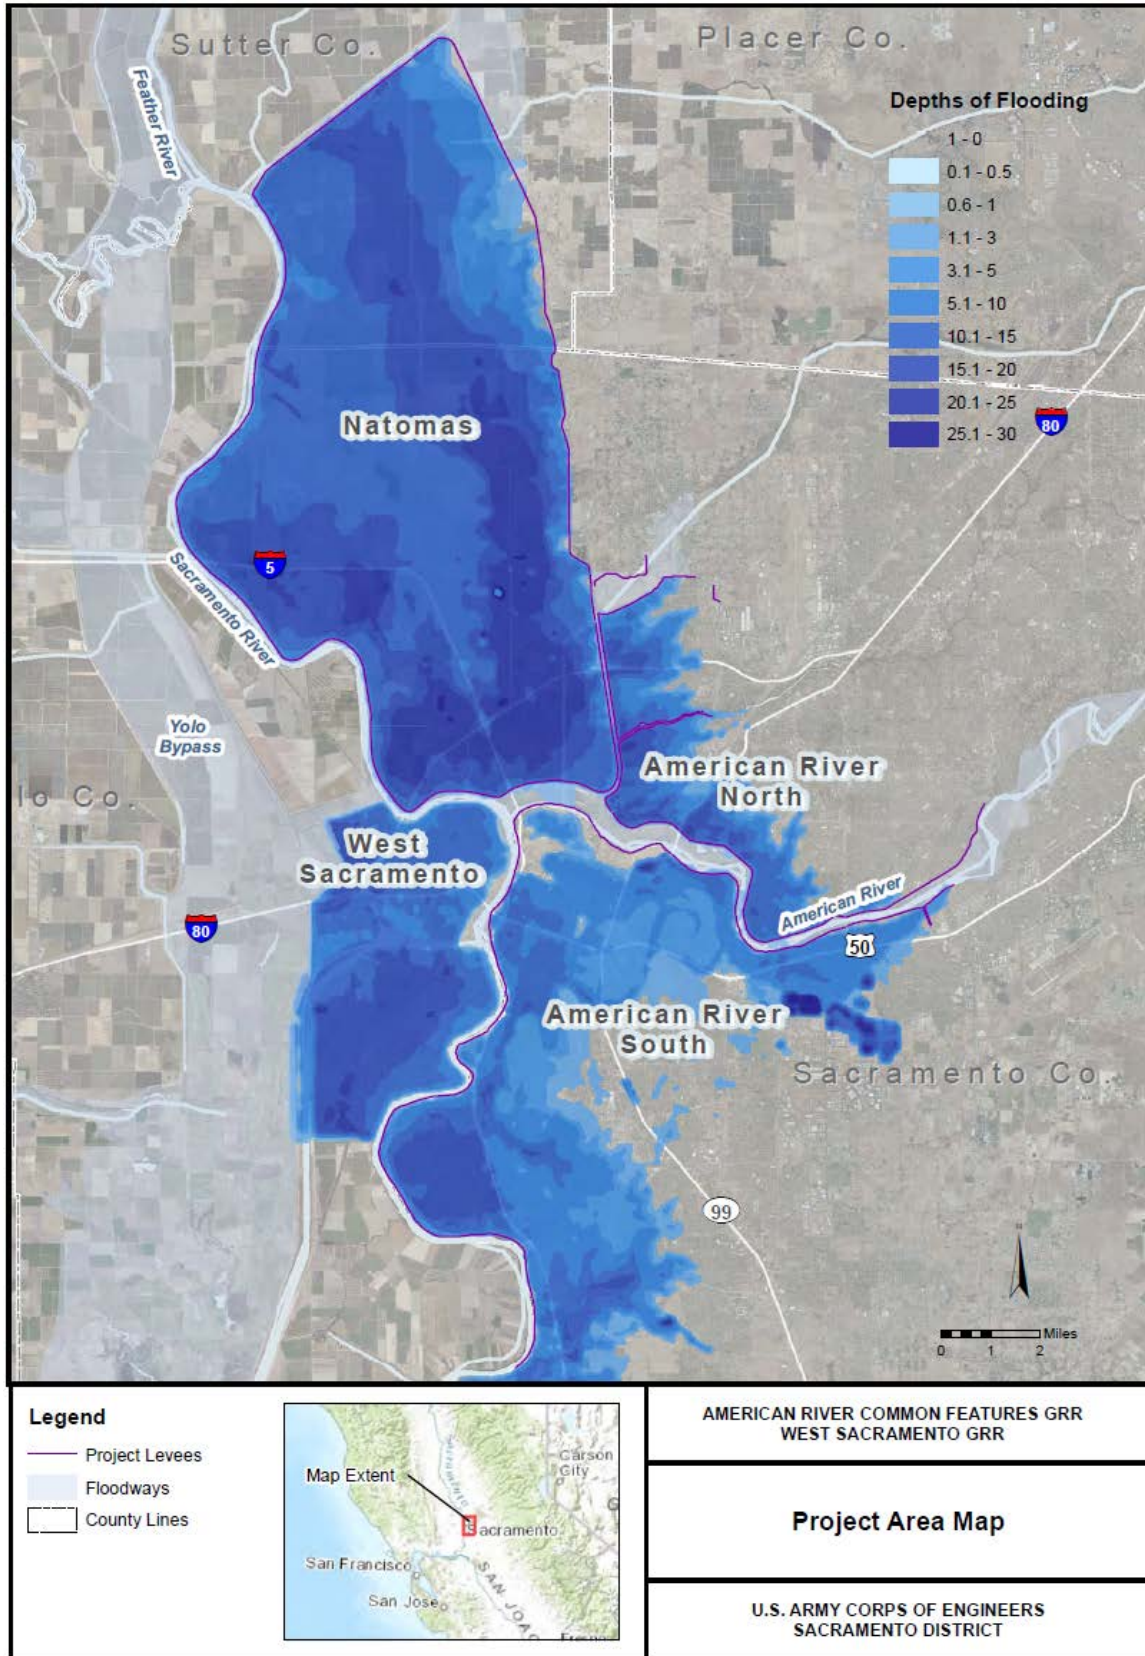 Sutter Co.
Placer Co.
Feather River
Depths of Flooding
1 - 0
0.1 - 0.5
0.6 - 1
1.1 - 3
3.1 - 5
5.1 - 10
10.1 - 15
15.1 - 20
20.1 - 25
25.1 - 30
80
Natomas
5
Sacramento River
Yolo
Bypass
lo Co.
American River
North
West
Sacramento
American River
80
50
American River
South
Sacramento Co.
99
Miles
0 1 2
Legend
Project Levees
Floodways
County Lines
Map Extent
Sacramento
Carson
City
Sacramento
San Francisco
San Jose
SAN JOAQ
Fresno
AMERICAN RIVER COMMON FEATURES GRR
WEST SACRAMENTO GRR
Project Area Map
U.S. ARMY CORPS OF ENGINEERS
SACRAMENTO DISTRICT